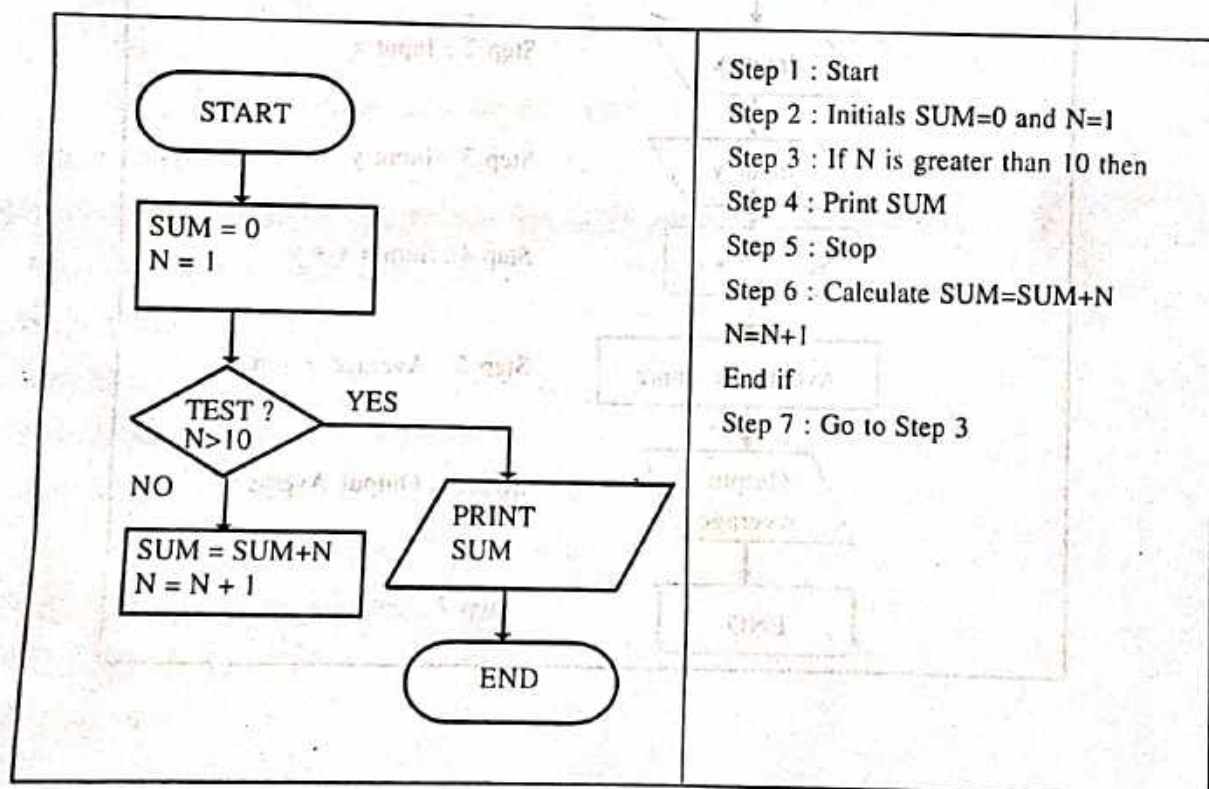 START
SUM = 0
N = 1
TEST ?
N>10
YES
NO
SUM = SUM+N
N = N + 1
PRINT
SUM
END
Step 1 : Start
Step 2 : Initials SUM=0 and N=1
Step 3 : If N is greater than 10 then
Step 4 : Print SUM
Step 5 : Stop
Step 6 : Calculate SUM=SUM+N
N=N+1
End if
Step 7 : Go to Step 3